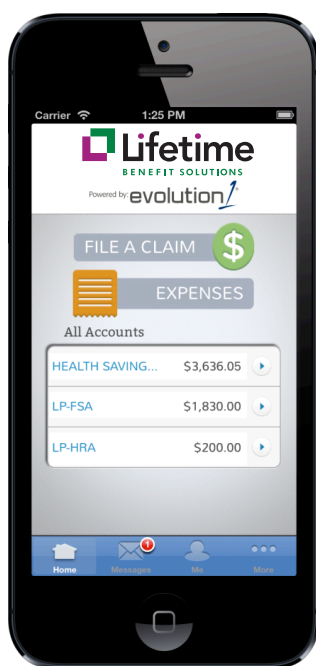 Carrier 1:25 PM
Lifetime
BENEFIT SOLUTIONS
Powered by: evolution1®
FILE A CLAIM $
EXPENSES
All Accounts
HEALTH SAVING... $3,636.05
LP-FSA $1,830.00
LP-HRA $200.00
1
Home Messages Me More